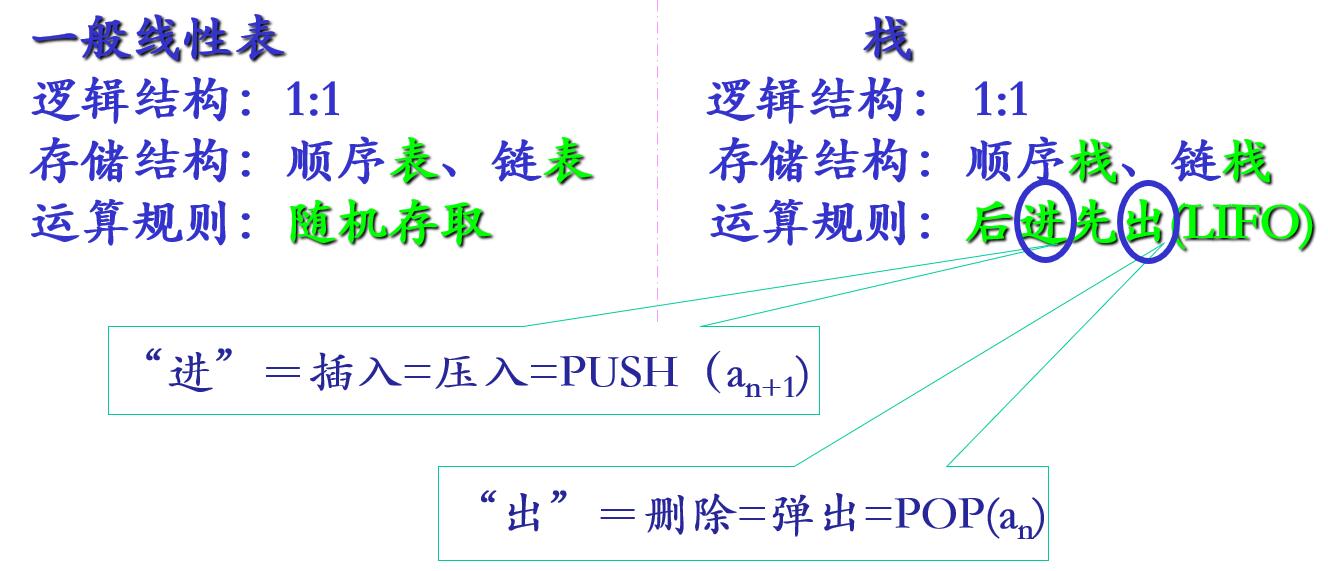 一般线性表
逻辑结构：1:1
存储结构：顺序表、链表
运算规则：随机存取
栈
逻辑结构： 1:1
存储结构：顺序栈、链栈
运算规则：后进先出(LIFO)
“进”＝插入=压入=PUSH（an+1)
“出”＝删除=弹出=POP(an)